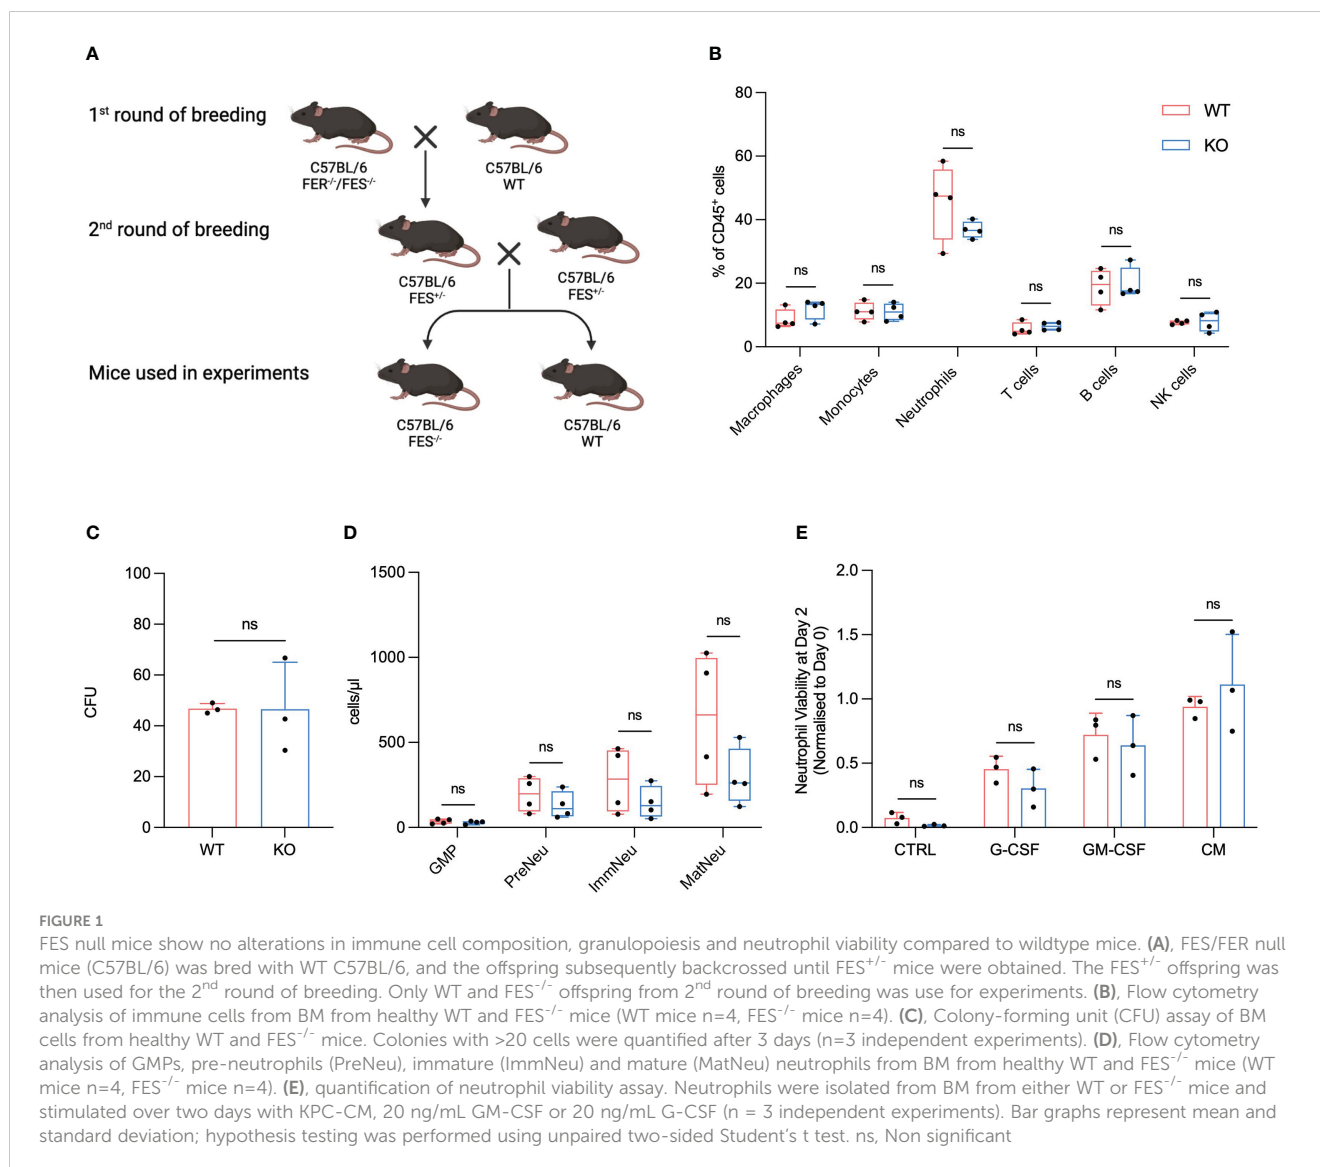 A
1st round of breeding
C57BL/6
FER-/-/FES-/-
C57BL/6
WT
2nd round of breeding
C57BL/6
FES+/-
C57BL/6
FES+/-
Mice used in experiments
C57BL/6
FES-/-
C57BL/6
WT
B
% of CD45+ cells
80
60
40
20
0
ns
ns
ns
ns
ns
ns
WT
KO
Macrophages
Monocytes
Neutrophils
T cells
B cells
NK cells
C
CFU
100
80
60
40
20
0
ns
WT
KO
D
cells/µl
1500
1000
500
0
ns
ns
ns
ns
GMP
PreNeu
ImmNeu
MatNeu
E
Neutrophil Viability at Day 2
(Normalised to Day 0)
2.0
1.5
1.0
0.5
0.0
ns
ns
ns
ns
CTRL
G-CSF
GM-CSF
CM
FIGURE 1
FES null mice show no alterations in immune cell composition, granulopoiesis and neutrophil viability compared to wildtype mice. (A), FES/FER null
mice (C57BL/6) was bred with WT C57BL/6, and the offspring subsequently backcrossed until FES+/- mice were obtained. The FES+/- offspring was
then used for the 2nd round of breeding. Only WT and FES-/- offspring from 2nd round of breeding was use for experiments. (B), Flow cytometry
analysis of immune cells from BM from healthy WT and FES-/- mice (WT mice n=4, FES-/- mice n=4). (C), Colony-forming unit (CFU) assay of BM
cells from healthy WT and FES-/- mice. Colonies with >20 cells were quantified after 3 days (n=3 independent experiments). (D), Flow cytometry
analysis of GMPs, pre-neutrophils (PreNeu), immature (ImmNeu) and mature (MatNeu) neutrophils from BM from healthy WT and FES-/- mice (WT
mice n=4, FES-/- mice n=4). (E), quantification of neutrophil viability assay. Neutrophils were isolated from BM from either WT or FES-/- mice and
stimulated over two days with KPC-CM, 20 ng/mL GM-CSF or 20 ng/mL G-CSF (n = 3 independent experiments). Bar graphs represent mean and
standard deviation; hypothesis testing was performed using unpaired two-sided Student's t test. ns, Non significant